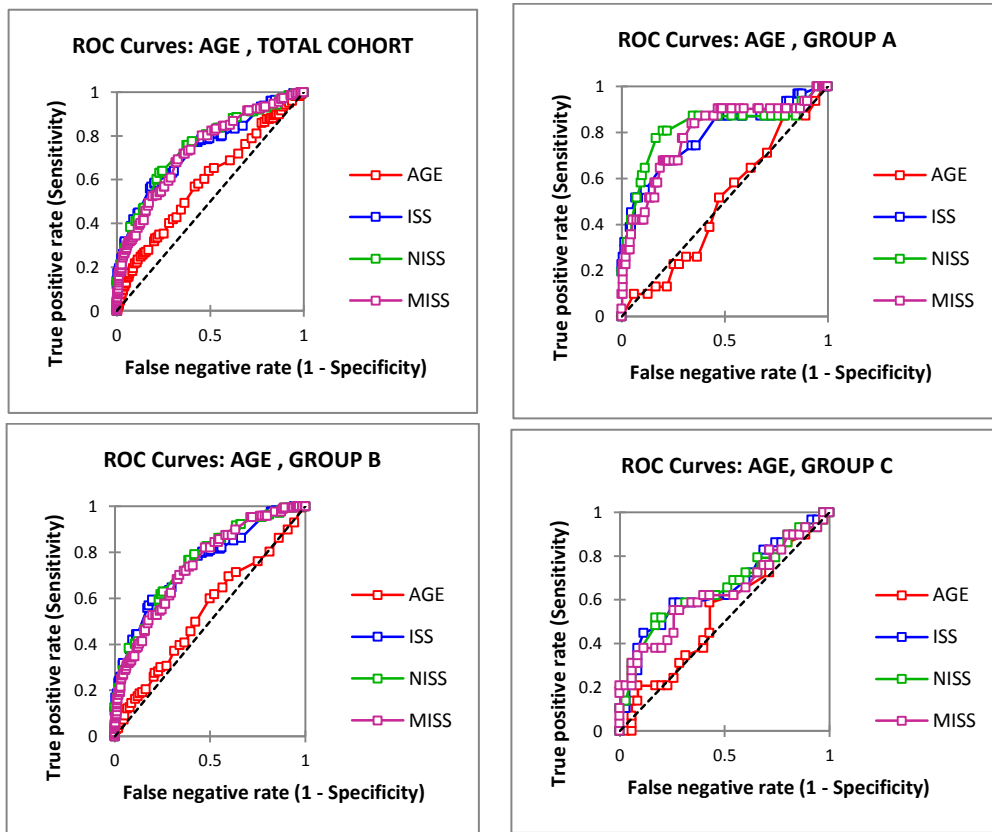 ROC Curves: AGE , TOTAL COHORT
True positive rate (Sensitivity)
1
0.8
0.6
0.4
0.2
0
0
0.5
1
False negative rate (1 - Specificity)
AGE
ISS
NISS
MISS
ROC Curves: AGE , GROUP A
True positive rate (Sensitivity)
1
0.8
0.6
0.4
0.2
0
0
0.5
1
False negative rate (1 - Specificity)
AGE
ISS
NISS
MISS
ROC Curves: AGE , GROUP B
True positive rate (Sensitivity)
1
0.8
0.6
0.4
0.2
0
0
0.5
1
False negative rate (1 - Specificity)
AGE
ISS
NISS
MISS
ROC Curves: AGE, GROUP C
True positive rate (Sensitivity)
1
0.8
0.6
0.4
0.2
0
0
0.5
1
False negative rate (1 - Specificity)
AGE
ISS
NISS
MISS